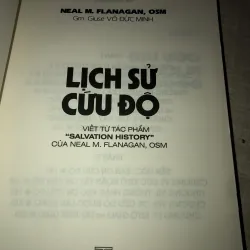 NEAL M. FLANAGAN, OSM
Gm. Giuse VÕ ĐỨC MINH
LỊCH SỬ
CỨU ĐỘ
VIẾT TỪ TÁC PHẨM
“SALVATION HISTORY”
CỦA NEAL M. FLANAGAN, OSM